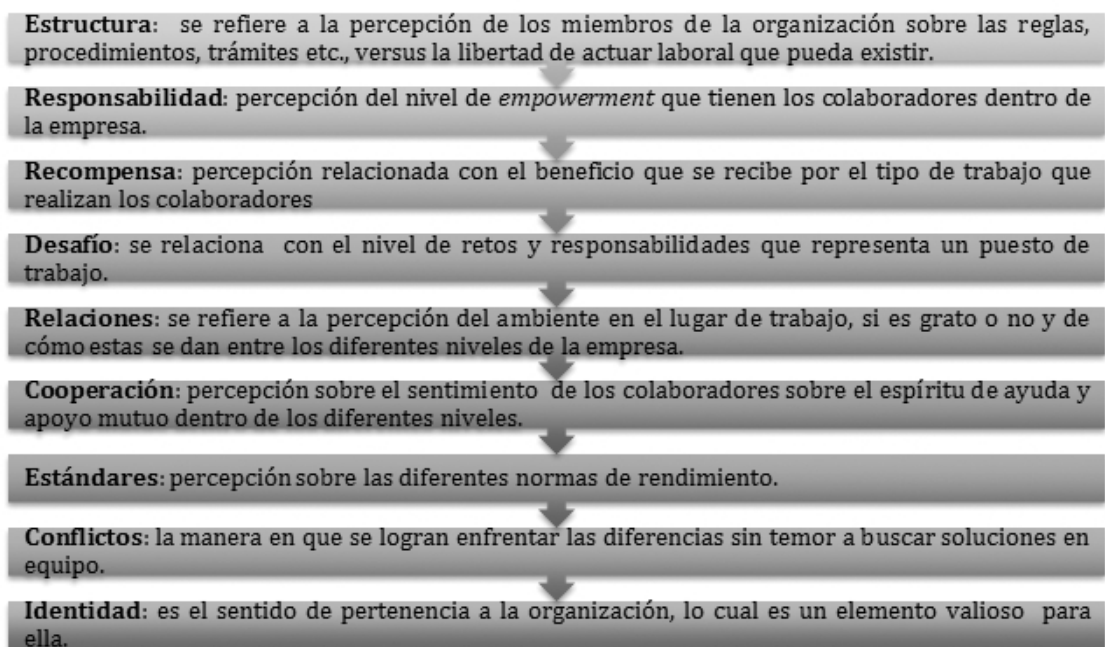 Estructura: se refiere a la percepción de los miembros de la organización sobre las reglas,
procedimientos, trámites etc., versus la libertad de actuar laboral que pueda existir.
Responsabilidad: percepción del nivel de empowerment que tienen los colaboradores dentro de
la empresa.
Recompensa: percepción relacionada con el beneficio que se recibe por el tipo de trabajo que
realizan los colaboradores
Desafío: se relaciona con el nivel de retos y responsabilidades que representa un puesto de
trabajo.
Relaciones: se refiere a la percepción del ambiente en el lugar de trabajo, si es grato o no y de
cómo estas se dan entre los diferentes niveles de la empresa.
Cooperación: percepción sobre el sentimiento de los colaboradores sobre el espíritu de ayuda y
apoyo mutuo dentro de los diferentes niveles.
Estándares: percepción sobre las diferentes normas de rendimiento.
Conflictos: la manera en que se logran enfrentar las diferencias sin temor a buscar soluciones en
equipo.
Identidad: es el sentido de pertenencia a la organización, lo cual es un elemento valioso para
ella.